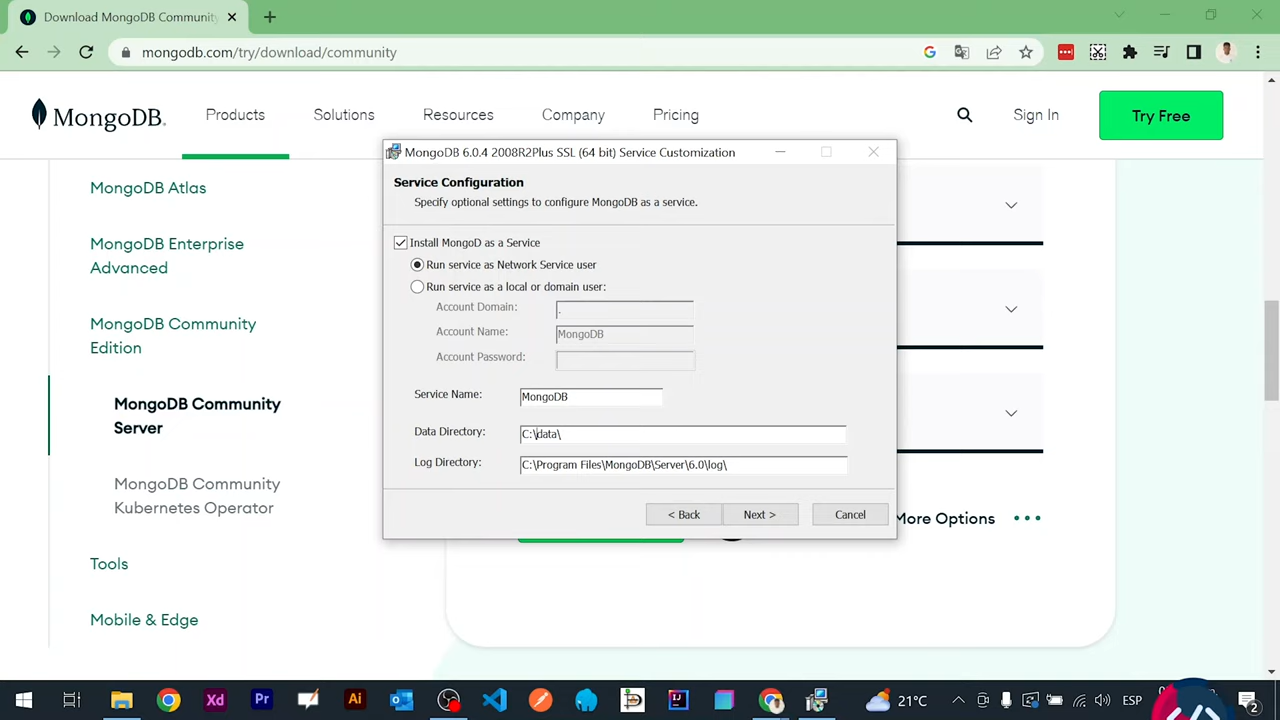 Download MongoDB Community
mongodb.com/try/download/community
MongoDB.
Products
Solutions
Resources
Company
Pricing
Sign In
Try Free
MongoDB Atlas
MongoDB Enterprise
Advanced
MongoDB Community
Edition
MongoDB Community
Server
MongoDB Community
Kubernetes Operator
Tools
Mobile & Edge
MongoDB 6.0.4 2008R2Plus SSL (64 bit) Service Customization
Service Configuration
Specify optional settings to configure MongoDB as a service.
Install MongoD as a Service
Run service as Network Service user
Run service as a local or domain user:
Account Domain:
.
Account Name:
MongoDB
Account Password:
Service Name:
MongoDB
Data Directory:
C:\data\
Log Directory:
C:\Program Files\MongoDB\Server\6.0\log\
< Back
Next >
Cancel
More Options
Xd
Pr
Ai
21°C
ESP
2